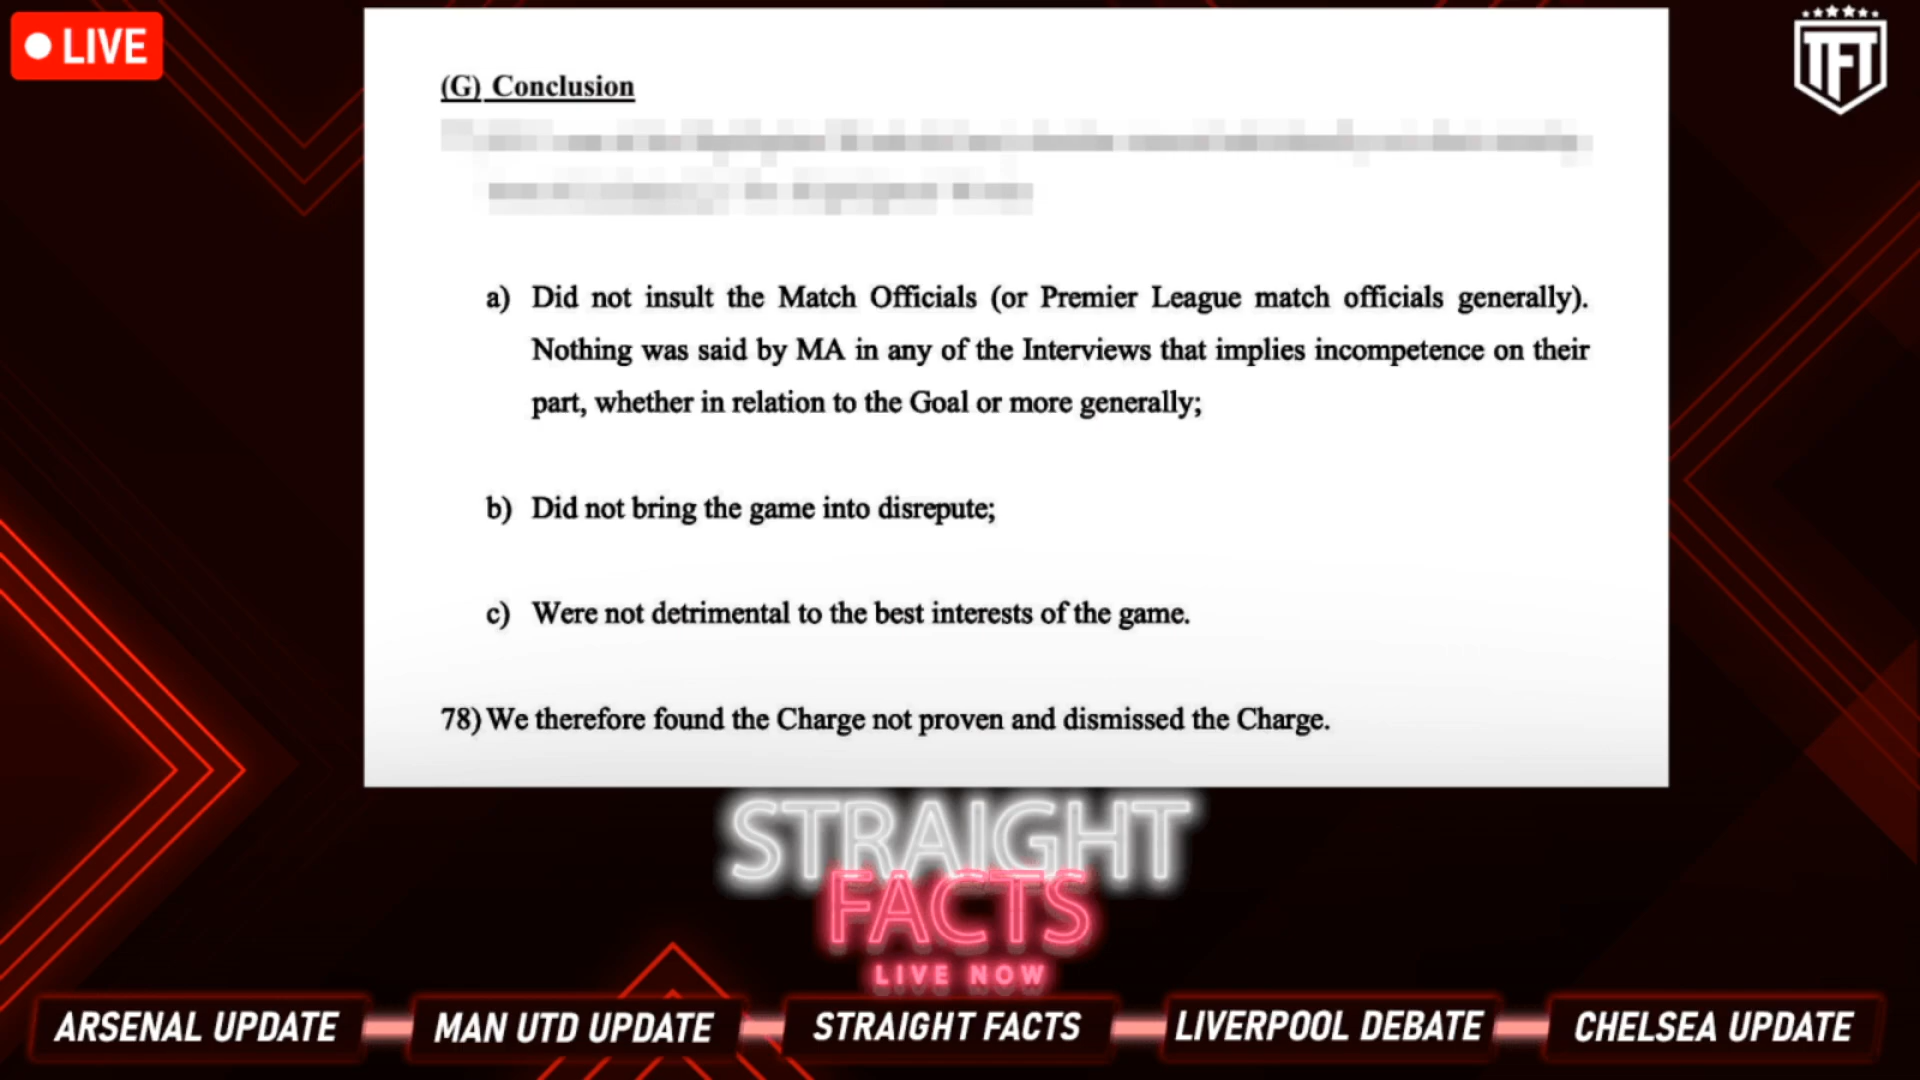 LIVE
TFT
(G) Conclusion
a) Did not insult the Match Officials (or Premier League match officials generally).
Nothing was said by MA in any of the Interviews that implies incompetence on their
part, whether in relation to the Goal or more generally;
b) Did not bring the game into disrepute;
c) Were not detrimental to the best interests of the game.
78) We therefore found the Charge not proven and dismissed the Charge.
STRAIGHT
FACTS
LIVE NOW
ARSENAL UPDATE
MAN UTD UPDATE
STRAIGHT FACTS
LIVERPOOL DEBATE
CHELSEA UPDATE